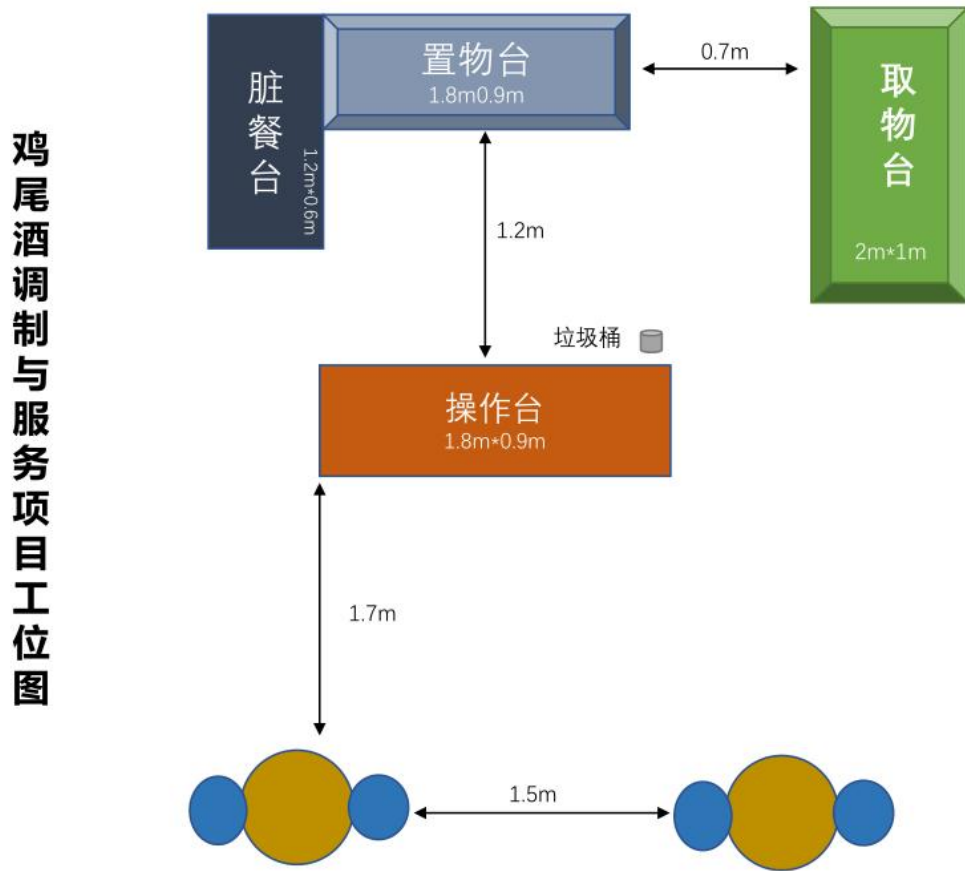 鸡尾酒调制与服务项目工位图
脏餐台
1.2m*0.6m
置物台
1.8m0.9m
0.7m
取物台
2m*1m
1.2m
垃圾桶
操作台
1.8m*0.9m
1.7m
1.5m